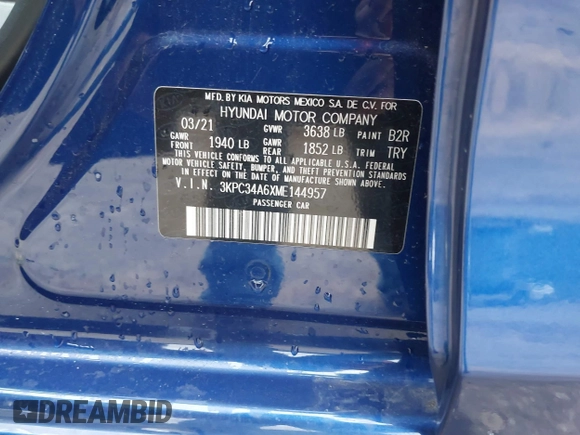 MFD. BY KIA MOTORS MEXICO S.A. DE C.V. FOR
HYUNDAI MOTOR COMPANY
03/21 GVWR 3638 LB PAINT B2R
GAWR FRONT 1940 LB GAWR REAR 1852 LB TRIM TRY
THIS VEHICLE CONFORMS TO ALL APPLICABLE U.S.A. FEDERAL
MOTOR VEHICLE SAFETY, BUMPER, AND THEFT PREVENTION STANDARDS
IN EFFECT ON THE DATE OF MANUFACTURE SHOWN ABOVE.
V.I.N. 3KPC34A6XME144957
PASSENGER CAR
DREAMBID